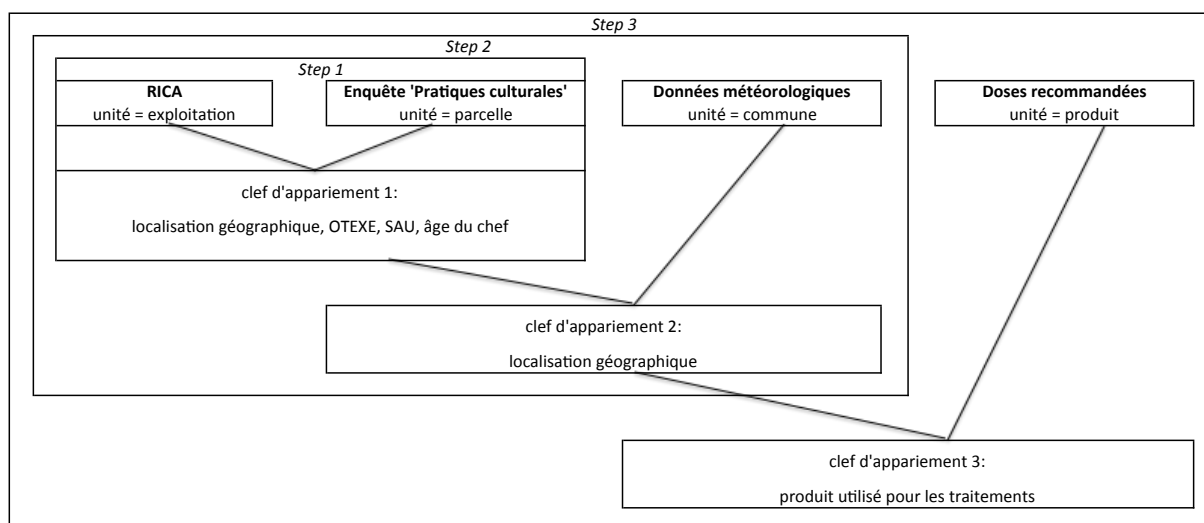 Step 3
Step 2
Step 1
RICA
unité = exploitation
Enquête 'Pratiques culturales'
unité = parcelle
Données météorologiques
unité = commune
Doses recommandées
unité = produit
clef d'appariement 1:
localisation géographique, OTEXE, SAU, âge du chef
clef d'appariement 2:
localisation géographique
clef d'appariement 3:
produit utilisé pour les traitements